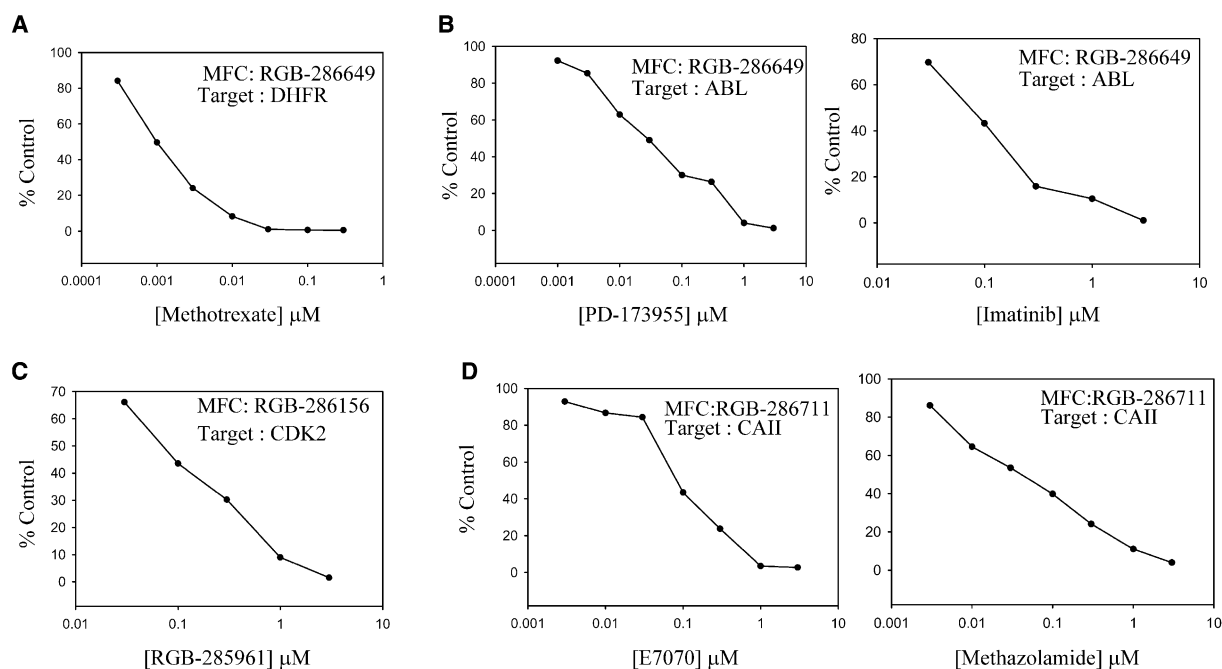 A
% Control
100
80
60
40
20
0
MFC: RGB-286649
Target : DHFR
0.0001 0.001 0.01 0.1 1
[Methotrexate] μM
B
% Control
100
80
60
40
20
0
MFC: RGB-286649
Target : ABL
0.0001 0.001 0.01 0.1 1 10
[PD-173955] μM
% Control
80
60
40
20
0
MFC: RGB-286649
Target : ABL
0.01 0.1 1 10
[Imatinib] μM
C
% Control
70
60
50
40
30
20
10
0
MFC: RGB-286156
Target : CDK2
0.01 0.1 1 10
[RGB-285961] μM
D
% Control
100
80
60
40
20
0
MFC:RGB-286711
Target : CAII
0.001 0.01 0.1 1 10
[E7070] μM
% Control
100
80
60
40
20
0
MFC:RGB-286711
Target : CAII
0.001 0.01 0.1 1 10
[Methazolamide] μM